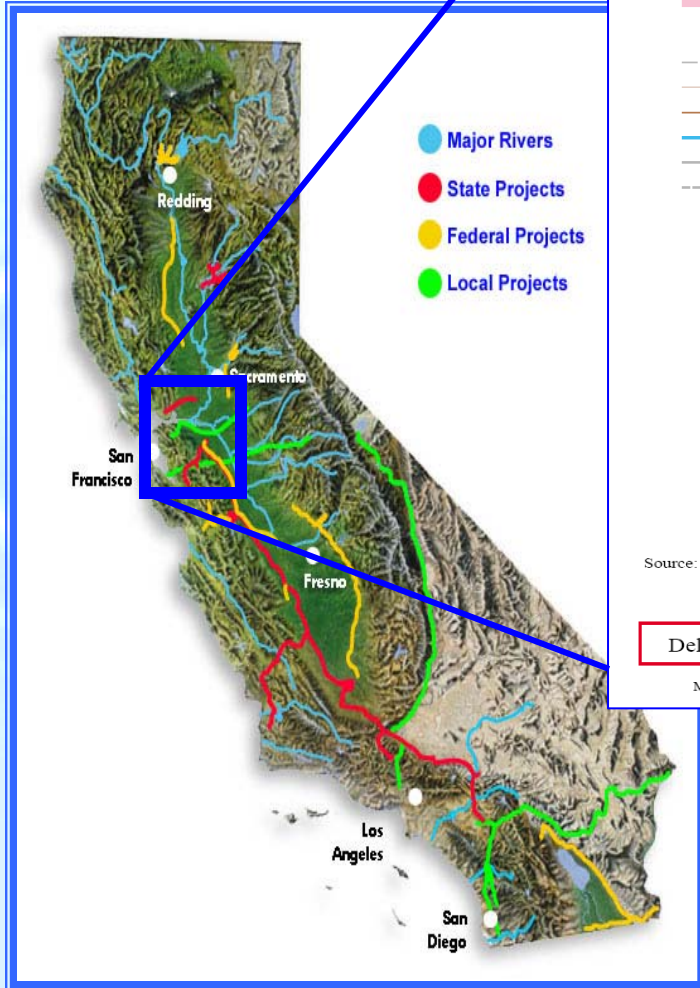 Major Rivers
State Projects
Federal Projects
Local Projects
Redding
Sacramento
San
Francisco
Fresno
Los
Angeles
San
Diego
Source: